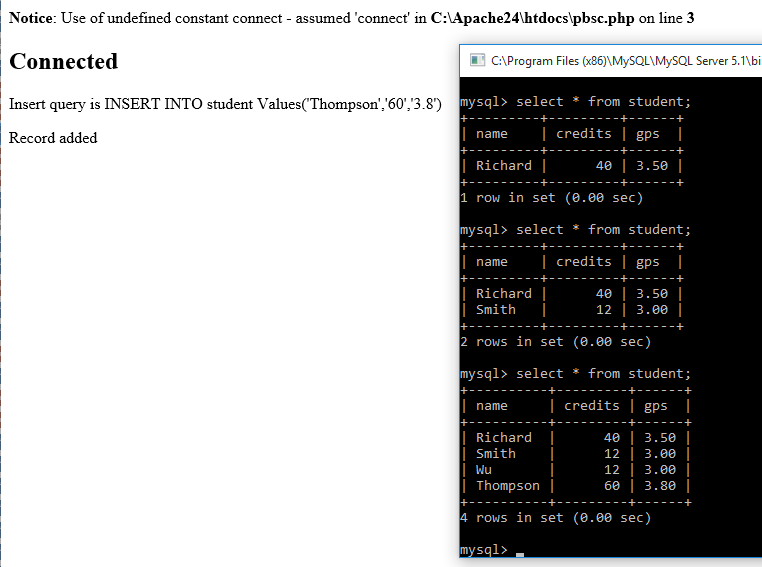 Notice: Use of undefined constant connect - assumed 'connect' in C:\Apache24\htdocs\pbsc.php on line 3
Connected
Insert query is INSERT INTO student Values('Thompson','60','3.8')
Record added
C:\Program Files (x86)\MySQL\MySQL Server 5.1\bi
mysql> select * from student;
+---------+---------+------+
| name    | credits | gps  |
+---------+---------+------+
| Richard |      40 | 3.50 |
+---------+---------+------+
1 row in set (0.00 sec)
mysql> select * from student;
+---------+---------+------+
| name    | credits | gps  |
+---------+---------+------+
| Richard |      40 | 3.50 |
| Smith   |      12 | 3.00 |
+---------+---------+------+
2 rows in set (0.00 sec)
mysql> select * from student;
+----------+---------+------+
| name     | credits | gps  |
+----------+---------+------+
| Richard  |      40 | 3.50 |
| Smith    |      12 | 3.00 |
| Wu       |      12 | 3.00 |
| Thompson |      60 | 3.80 |
+----------+---------+------+
4 rows in set (0.00 sec)
mysql> _